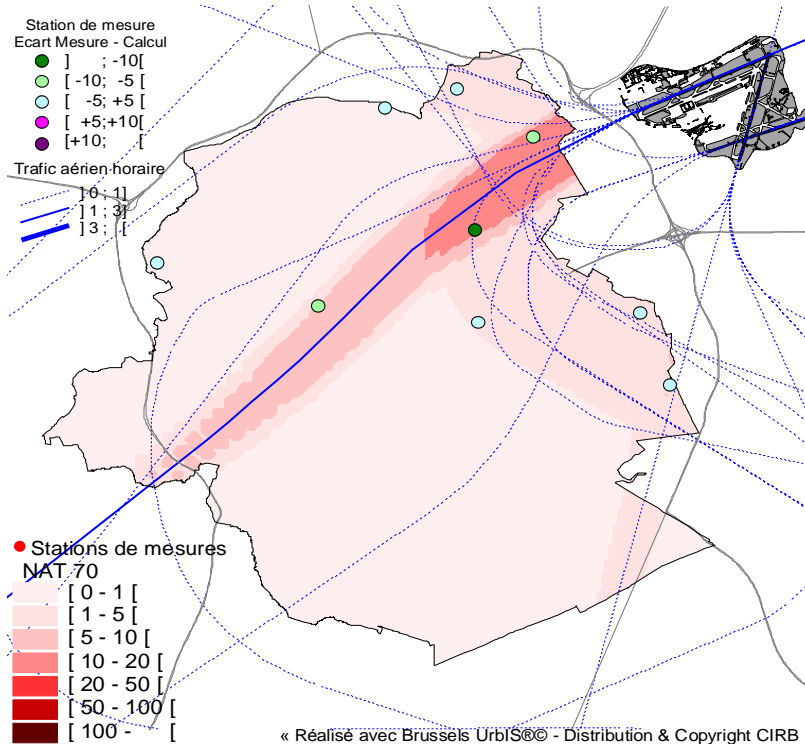 Station de mesure
Ecart Mesure - Calcul
] ; -10[
[ -10; -5 [
[ -5; +5 [
[ +5;+10[
[+10; [
Trafic aérien horaire
] 0 ; 1]
] 1 ; 3]
] 3 ; [
Stations de mesures
NAT 70
[ 0 - 1 [
[ 1 - 5 [
[ 5 - 10 [
[ 10 - 20 [
[ 20 - 50 [
[ 50 - 100 [
[ 100 - [
« Réalisé avec Brussels UrbIS®© - Distribution & Copyright CIRB